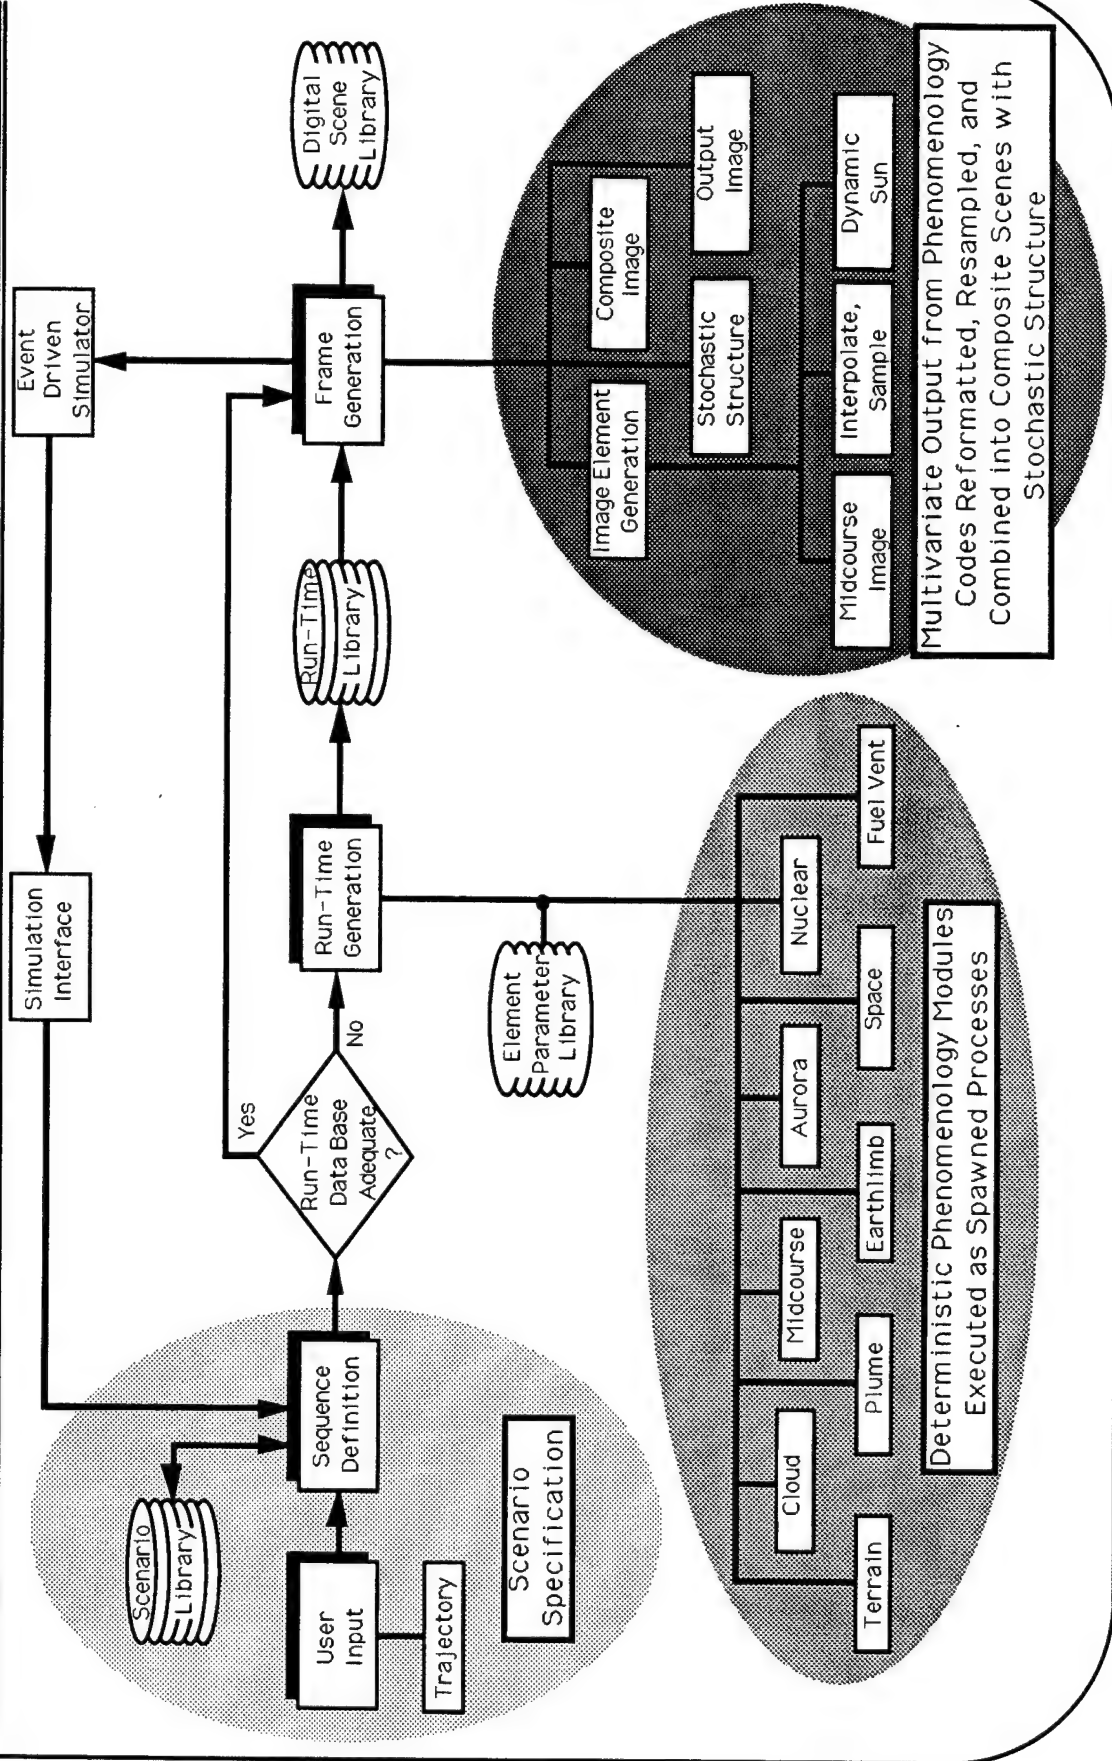 Event
Driven
Simulator
Simulation
Interface
Scenario
Library
User
Input
Trajectory
Sequence
Definition
Scenario
Specification
Run-Time
Data Base
Adequate
?
Yes
No
Run-Time
Generation
Element
Parameter
Library
Run-Time
Library
Frame
Generation
Digital
Scene
Library
Terrain
Cloud
Plume
Midcourse
Earthlimb
Aurora
Space
Nuclear
Fuel Vent
Deterministic Phenomenology Modules
Executed as Spawned Processes
Image Element
Generation
Composite
Image
Stochastic
Structure
Output
Image
Midcourse
Image
Interpolate,
Sample
Dynamic
Sun
Multivariate Output from Phenomenology
Codes Reformatted, Resampled, and
Combined into Composite Scenes with
Stochastic Structure